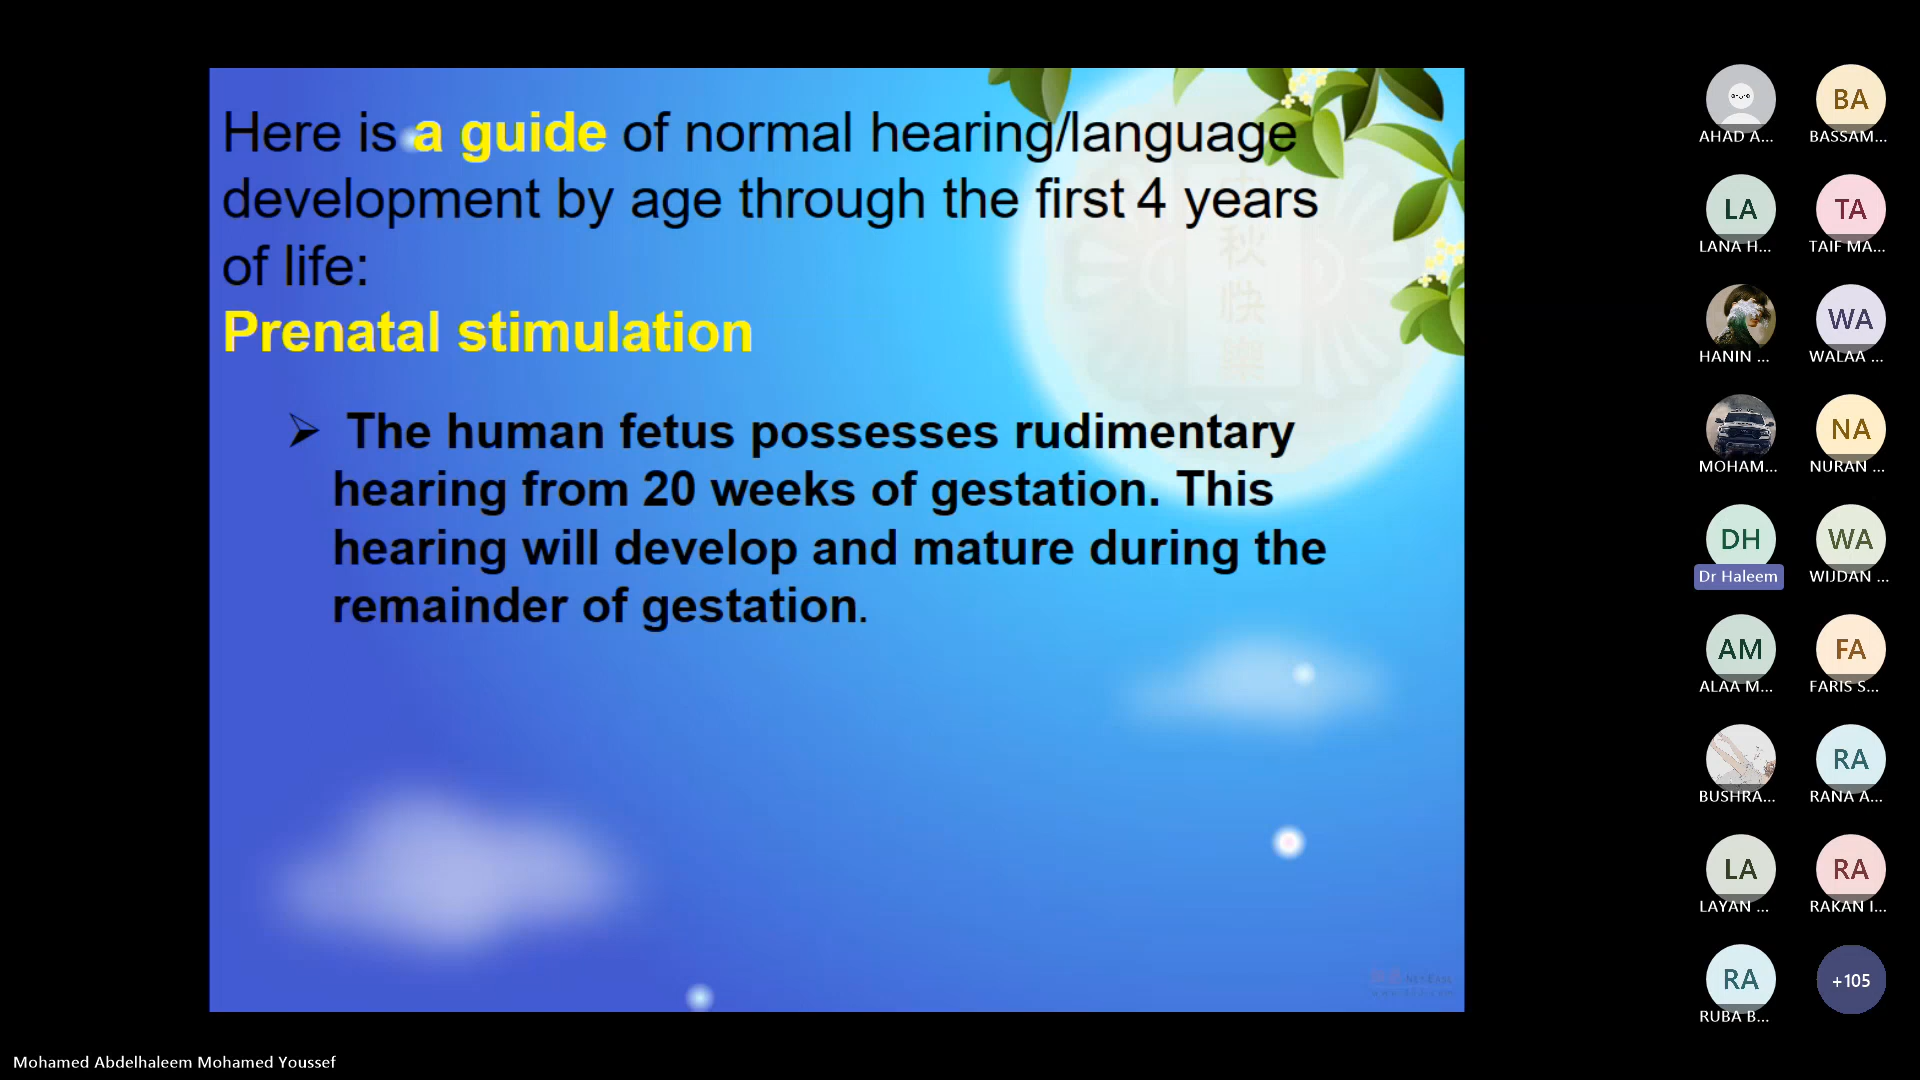 Here is a guide of normal hearing/language
development by age through the first 4 years
of life:
Prenatal stimulation
➢ The human fetus possesses rudimentary
hearing from 20 weeks of gestation. This
hearing will develop and mature during the
remainder of gestation.
秋
快
樂
AHAD A...
BA
BASSAM...
LA
LANA H...
TA
TAIF MA...
HANIN ...
WA
WALAA ...
MOHAM...
NA
NURAN ...
DH
Dr Haleem
WA
WIJDAN ...
AM
ALAA M...
FA
FARIS S...
BUSHRA...
RA
RANA A...
LA
LAYAN ...
RA
RAKAN I...
RA
RUBA B...
+105
Mohamed Abdelhaleem Mohamed Youssef